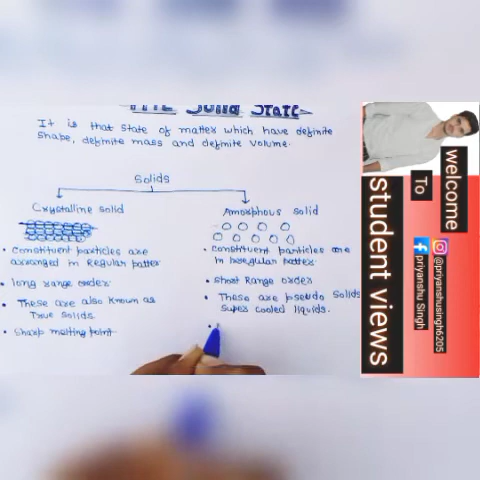 The Solid State
It is that state of matter which have definite
shape, definite mass and definite volume.
Solids
Crystalline solid
• Constituent particles are
arranged in Regular patter
• long range order
• These are also known as
True solids.
• Sharp melting point
Amorphous solid
• Constituent particles are
in irregular patter
• Short Range order
• These are pseudo solids
Super cooled liquids.
welcome
To
student views
@priyanshusingh6205
priyanshu Singh